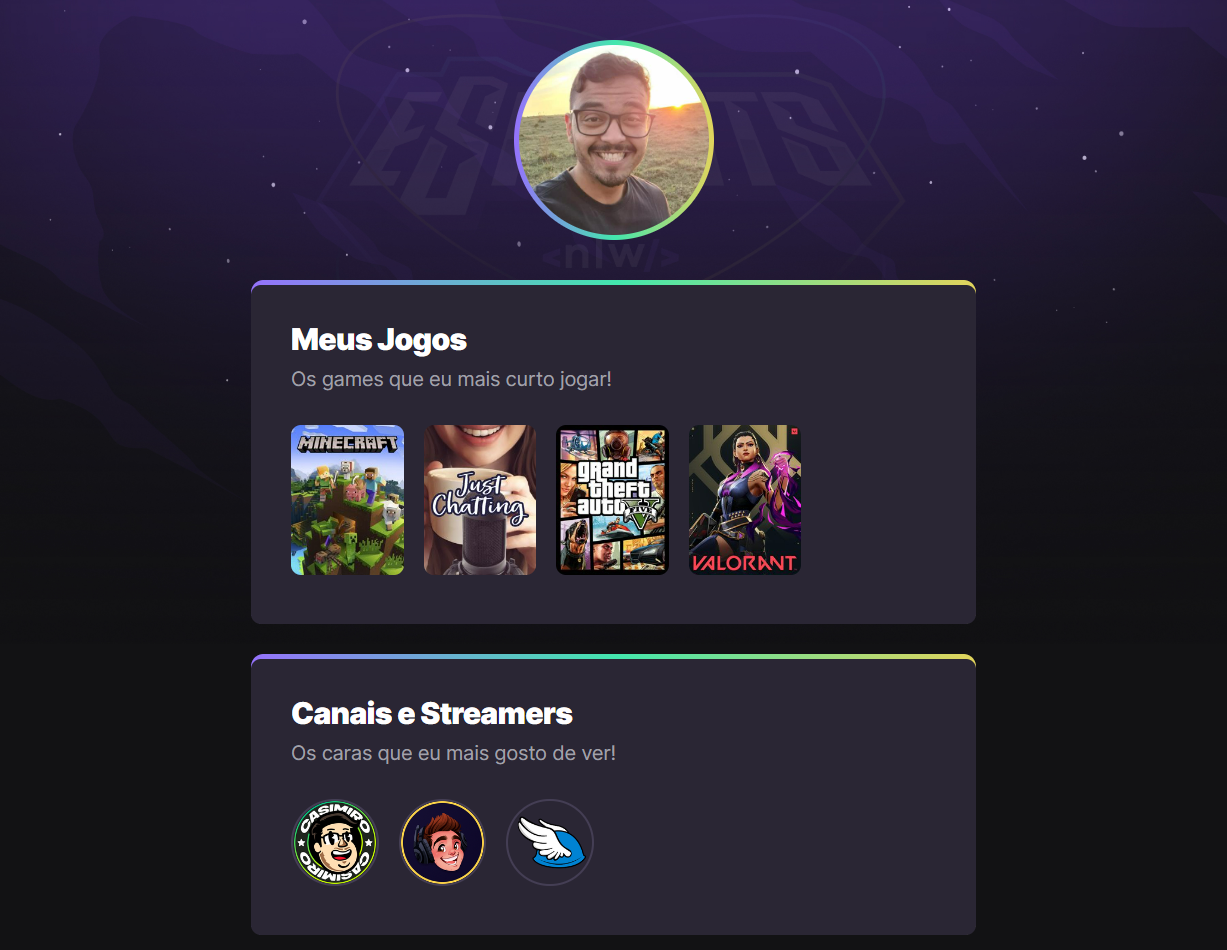 <nlw/>
Meus Jogos
Os games que eu mais curto jogar!
MINECRAFT
Just
Chatting
grand
theft
auto
V
FIVE
VALORANT
Canais e Streamers
Os caras que eu mais gosto de ver!
CASIMIRO
CASIMIRO